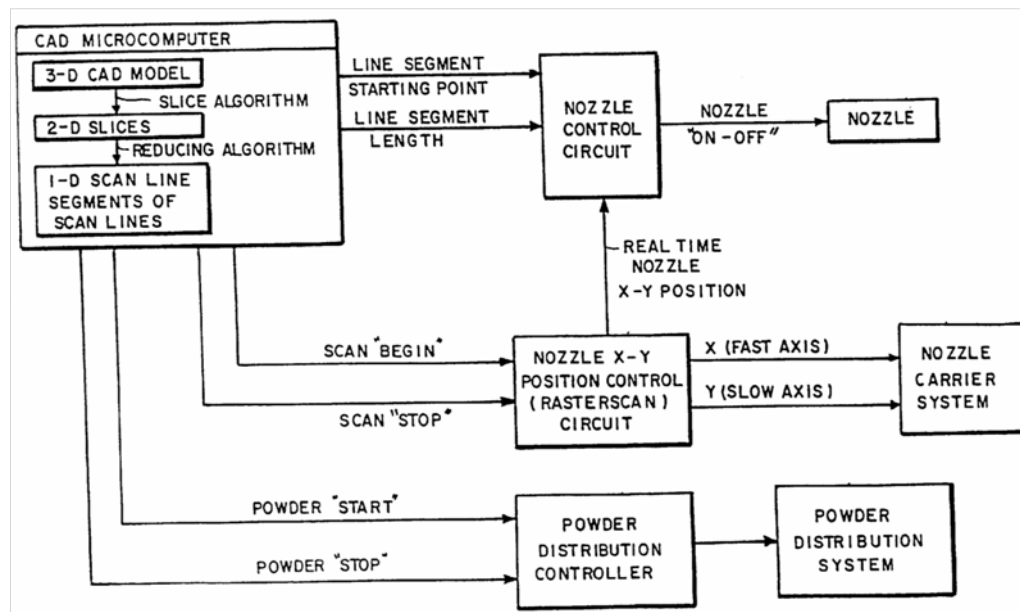 CAD MICROCOMPUTER
3-D CAD MODEL
SLICE ALGORITHM
2-D SLICES
REDUCING ALGORITHM
1-D SCAN LINE
SEGMENTS OF
SCAN LINES
LINE SEGMENT
STARTING POINT
LINE SEGMENT
LENGTH
NOZZLE
CONTROL
CIRCUIT
NOZZLE
"ON-OFF"
NOZZLE
REAL TIME
NOZZLE
X-Y POSITION
SCAN "BEGIN"
SCAN "STOP"
NOZZLE X-Y
POSITION CONTROL
(RASTERSCAN)
CIRCUIT
X (FAST AXIS)
Y (SLOW AXIS)
NOZZLE
CARRIER
SYSTEM
POWDER "START"
POWDER "STOP"
POWDER
DISTRIBUTION
CONTROLLER
POWDER
DISTRIBUTION
SYSTEM